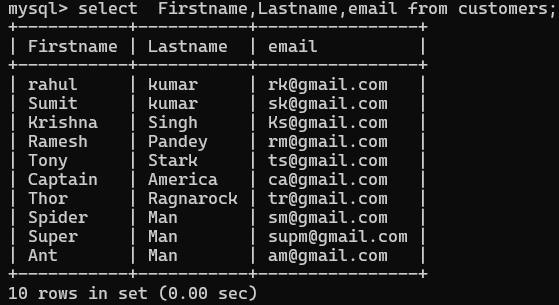 mysql> select  Firstname,Lastname,email from customers;
+-----------+-----------+----------------+
| Firstname | Lastname  | email          |
+-----------+-----------+----------------+
| rahul     | kumar     | rk@gmail.com   |
| Sumit     | kumar     | sk@gmail.com   |
| Krishna   | Singh     | Ks@gmail.com   |
| Ramesh    | Pandey    | rm@gmail.com   |
| Tony      | Stark     | ts@gmail.com   |
| Captain   | America   | ca@gmail.com   |
| Thor      | Ragnarock | tr@gmail.com   |
| Spider    | Man       | sm@gmail.com   |
| Super     | Man       | supm@gmail.com |
| Ant       | Man       | am@gmail.com   |
+-----------+-----------+----------------+
10 rows in set (0.00 sec)